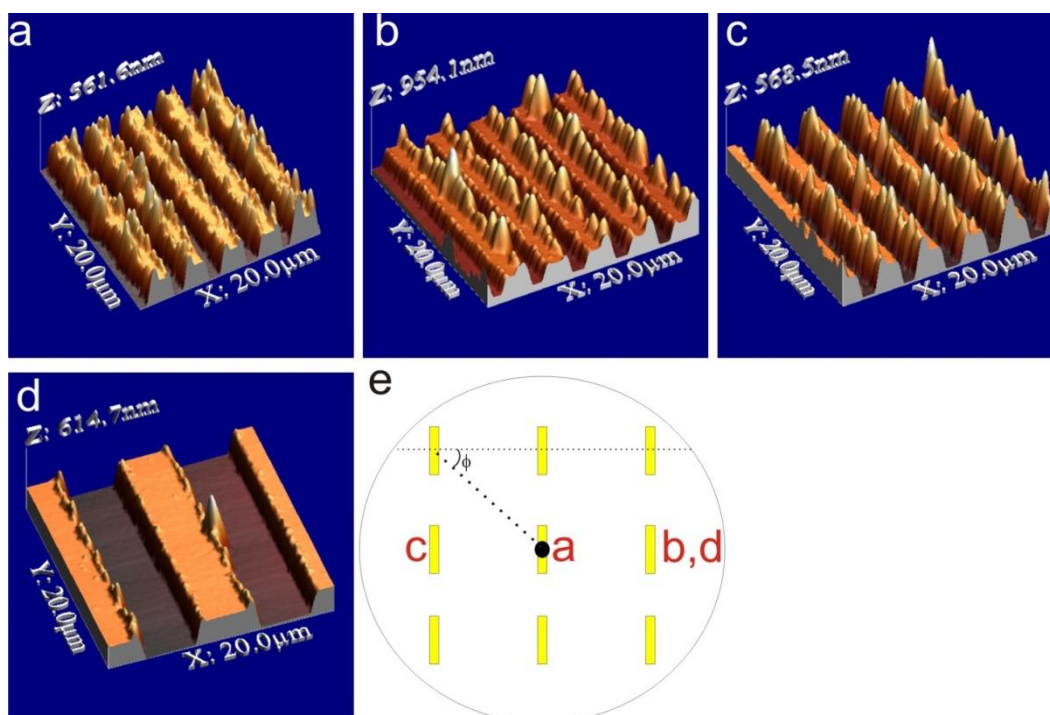 a
Z: 561.6nm
Y: 20.0µm
X: 20.0µm
b
Z: 954.1nm
Y: 20.0µm
X: 20.0µm
c
Z: 568.5nm
Y: 20.0µm
X: 20.0µm
d
Z: 614.7nm
Y: 20.0µm
X: 20.0µm
e
ϕ
c
a
b,d